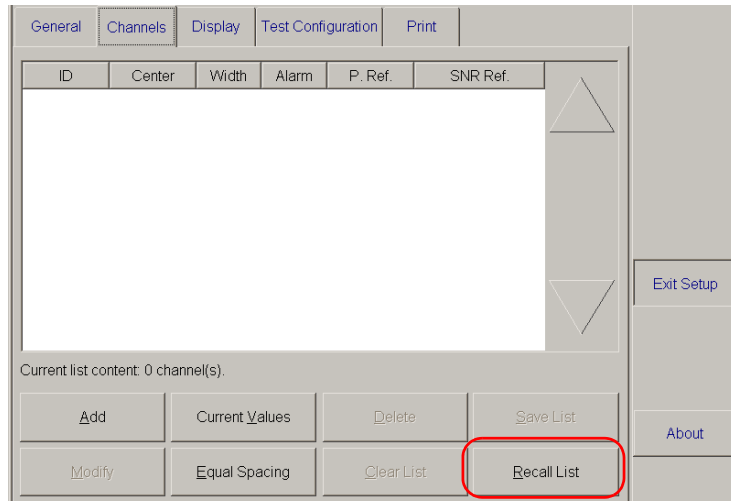 General Channels Display Test Configuration Print
ID Center Width Alarm P. Ref. SNR Ref.
Exit Setup
Current list content: 0 channel(s).
Add Current Values Delete Save List
About
Modify Equal Spacing Clear List Recall List